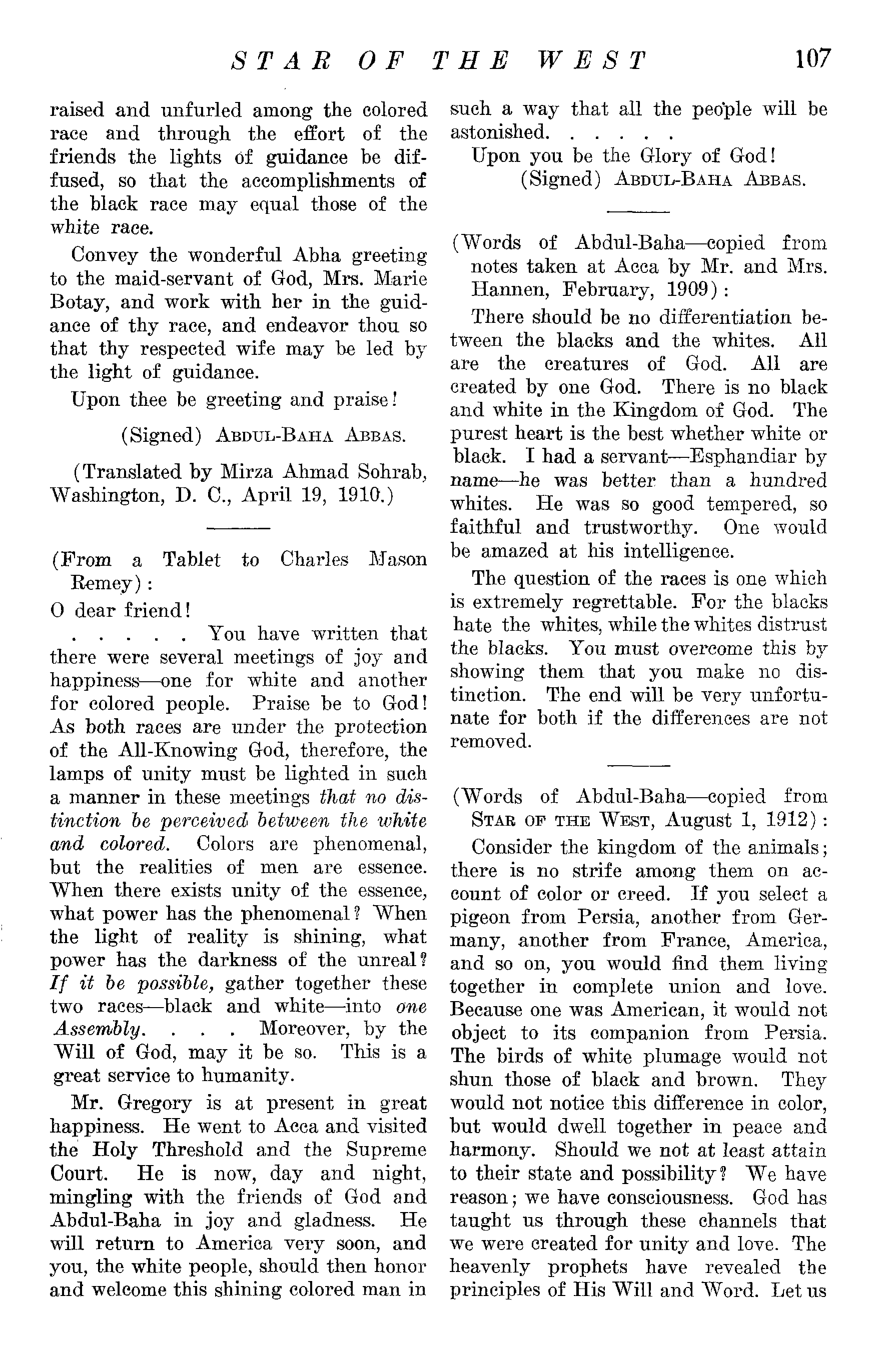 STAR OF THE WEST 107
raised and unfurled among the colored
race and through the effort of the
friends the lights of guidance be dif-
fused, so that the accomplishments of
the black race may equal those of the
white race.
Convey the wonderful Abha greeting
to the maid-servant of God, Mrs. Marie
Botay, and work with her in the guid-
ance of thy race, and endeavor thou so
that thy respected wife may be led by
the light of guidance.
Upon thee be greeting and praise!
(Signed) ABDUL-BAHA ABBAS.
(Translated by Mirza Ahmad Sohrab,
Washington, D. C., April 19, 1910.)
(From a Tablet to Charles Mason
Remey):
O dear friend!
. . . . . You have written that
there were several meetings of joy and
happiness—one for white and another
for colored people. Praise be to God!
As both races are under the protection
of the All-Knowing God, therefore, the
lamps of unity must be lighted in such
a manner in these meetings that no dis-
tinction be perceived between the white
and colored. Colors are phenomenal,
but the realities of men are essence.
When there exists unity of the essence,
what power has the phenomenal? When
the light of reality is shining, what
power has the darkness of the unreal?
If it be possible, gather together these
two races—black and white—into one
Assembly. . . . Moreover, by the
Will of God, may it be so. This is a
great service to humanity.
Mr. Gregory is at present in great
happiness. He went to Acca and visited
the Holy Threshold and the Supreme
Court. He is now, day and night,
mingling with the friends of God and
Abdul-Baha in joy and gladness. He
will return to America very soon, and
you, the white people, should then honor
and welcome this shining colored man in
such a way that all the people will be
astonished. . . . . .
Upon you be the Glory of God!
(Signed) ABDUL-BAHA ABBAS.
(Words of Abdul-Baha—copied from
notes taken at Acca by Mr. and Mrs.
Hannen, February, 1909):
There should be no differentiation be-
tween the blacks and the whites. All
are the creatures of God. All are
created by one God. There is no black
and white in the Kingdom of God. The
purest heart is the best whether white or
black. I had a servant—Esphandiar by
name—he was better than a hundred
whites. He was so good tempered, so
faithful and trustworthy. One would
be amazed at his intelligence.
The question of the races is one which
is extremely regrettable. For the blacks
hate the whites, while the whites distrust
the blacks. You must overcome this by
showing them that you make no dis-
tinction. The end will be very unfortu-
nate for both if the differences are not
removed.
(Words of Abdul-Baha—copied from
STAR OF THE WEST, August 1, 1912):
Consider the kingdom of the animals;
there is no strife among them on ac-
count of color or creed. If you select a
pigeon from Persia, another from Ger-
many, another from France, America,
and so on, you would find them living
together in complete union and love.
Because one was American, it would not
object to its companion from Persia.
The birds of white plumage would not
shun those of black and brown. They
would not notice this difference in color,
but would dwell together in peace and
harmony. Should we not at least attain
to their state and possibility? We have
reason; we have consciousness. God has
taught us through these channels that
we were created for unity and love. The
heavenly prophets have revealed the
principles of His Will and Word. Let us